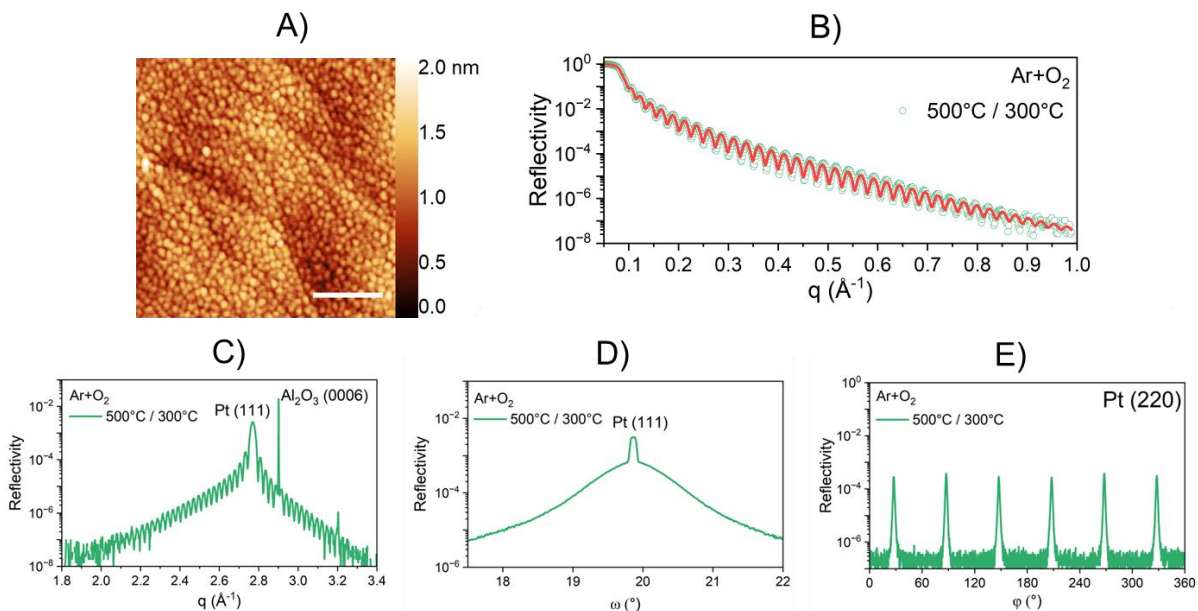 A)
2.0 nm
1.5
1.0
0.5
0.0
B)
Reflectivity
10⁰
10⁻²
10⁻⁴
10⁻⁶
10⁻⁸
Ar+O₂
500°C / 300°C
0.1 0.2 0.3 0.4 0.5 0.6 0.7 0.8 0.9 1.0
q (Å⁻¹)
C)
Reflectivity
10⁻²
10⁻⁴
10⁻⁶
10⁻⁸
Ar+O₂
500°C / 300°C
Pt (111)
Al₂O₃ (0006)
1.8 2.0 2.2 2.4 2.6 2.8 3.0 3.2 3.4
q (Å⁻¹)
D)
Reflectivity
10⁻²
10⁻⁴
10⁻⁶
Ar+O₂
500°C / 300°C
Pt (111)
18 19 20 21 22
ω (°)
E)
Reflectivity
10⁰
10⁻²
10⁻⁴
10⁻⁶
Ar+O₂
500°C / 300°C
Pt (220)
0 60 120 180 240 300 360
φ (°)